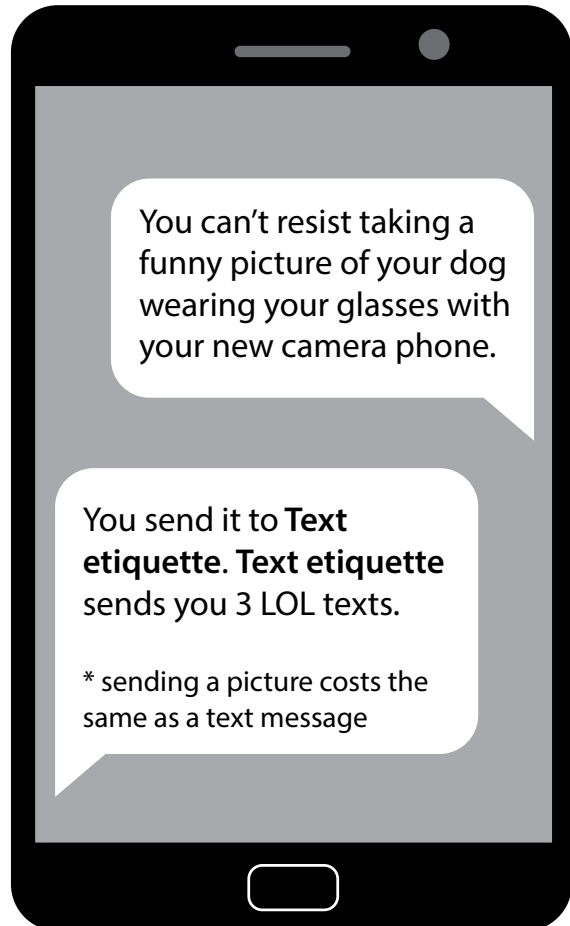 You can't resist taking a
funny picture of your dog
wearing your glasses with
your new camera phone.
You send it to Text
etiquette. Text etiquette
sends you 3 LOL texts.
* sending a picture costs the
same as a text message